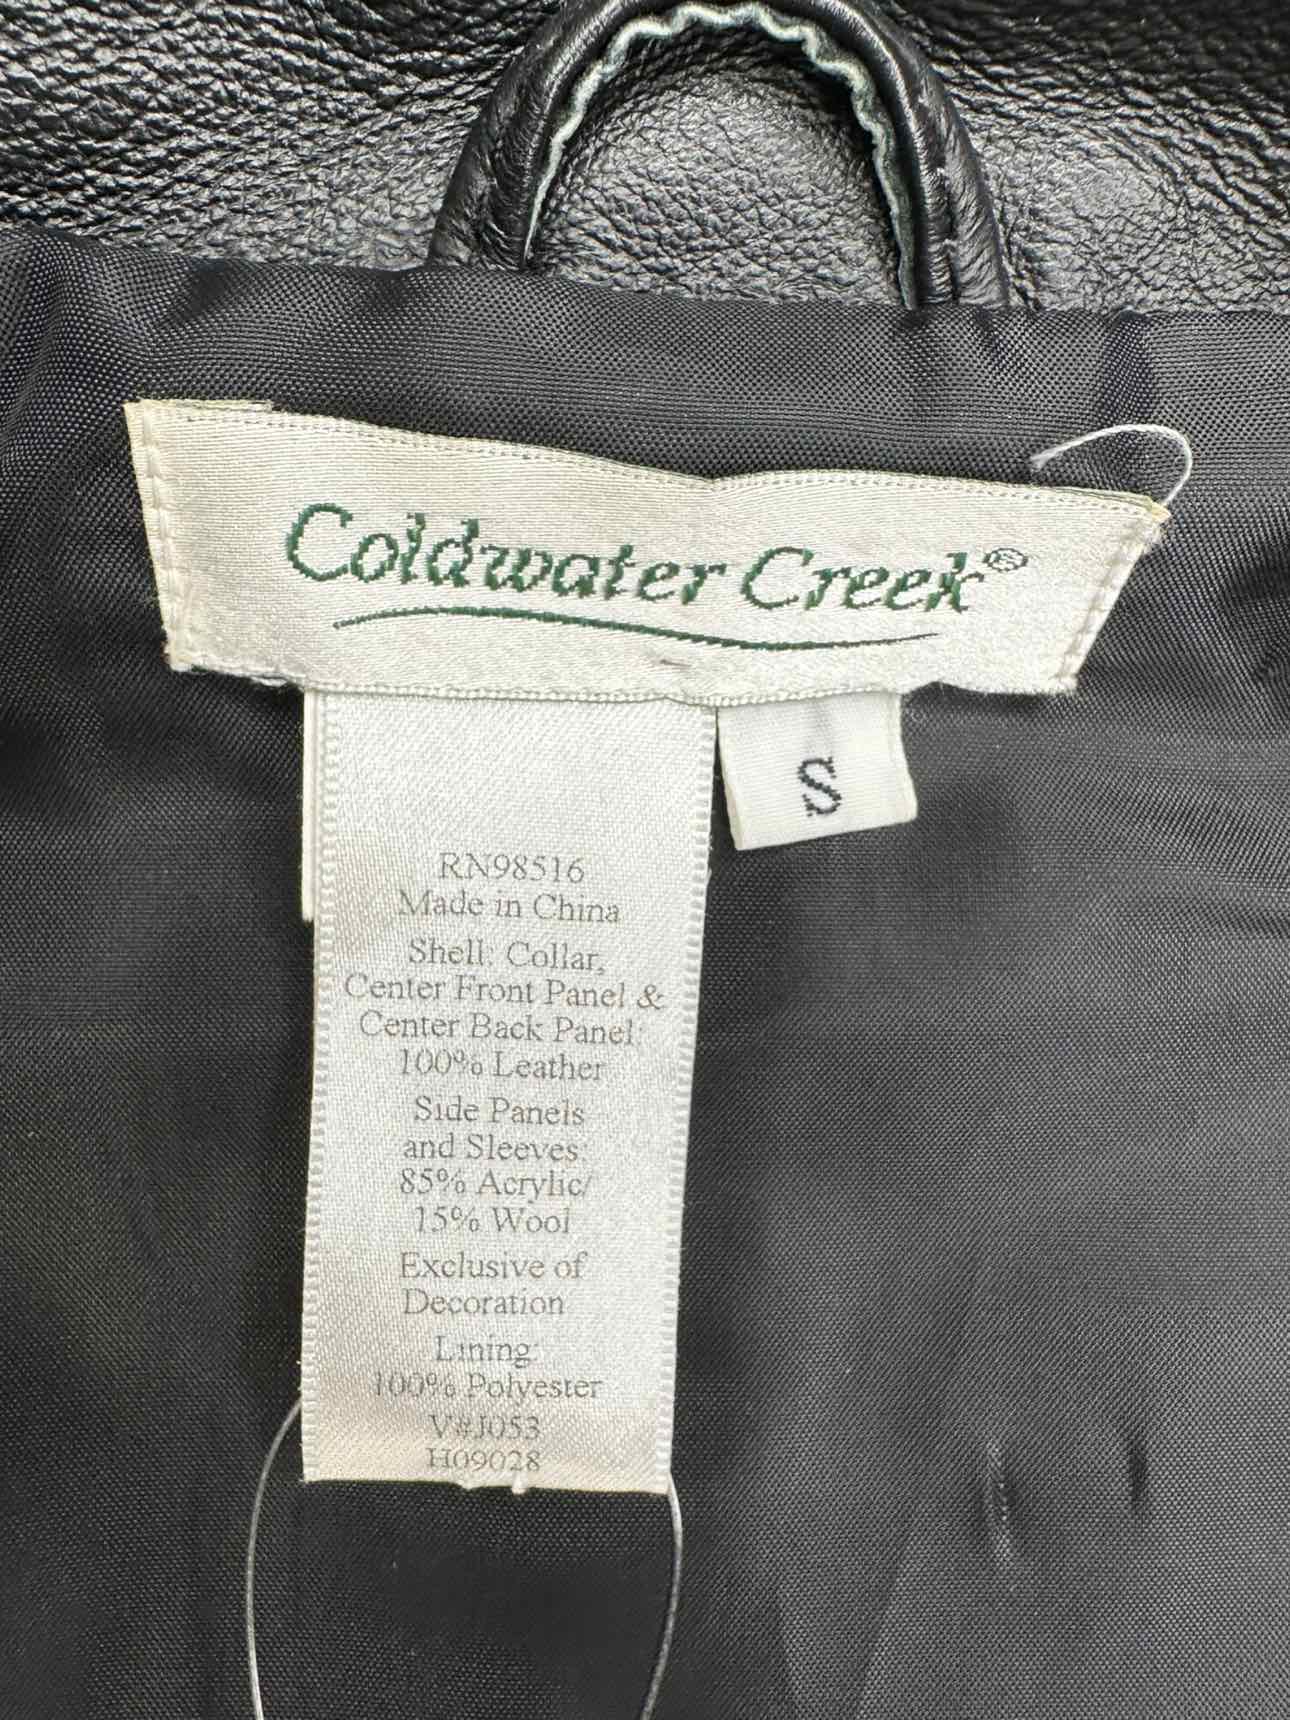 Coldwater Creek®
S
RN98516
Made in China
Shell: Collar,
Center Front Panel &
Center Back Panel:
100% Leather
Side Panels
and Sleeves:
85% Acrylic/
15% Wool
Exclusive of
Decoration
Lining:
100% Polyester
V#J053
H09028